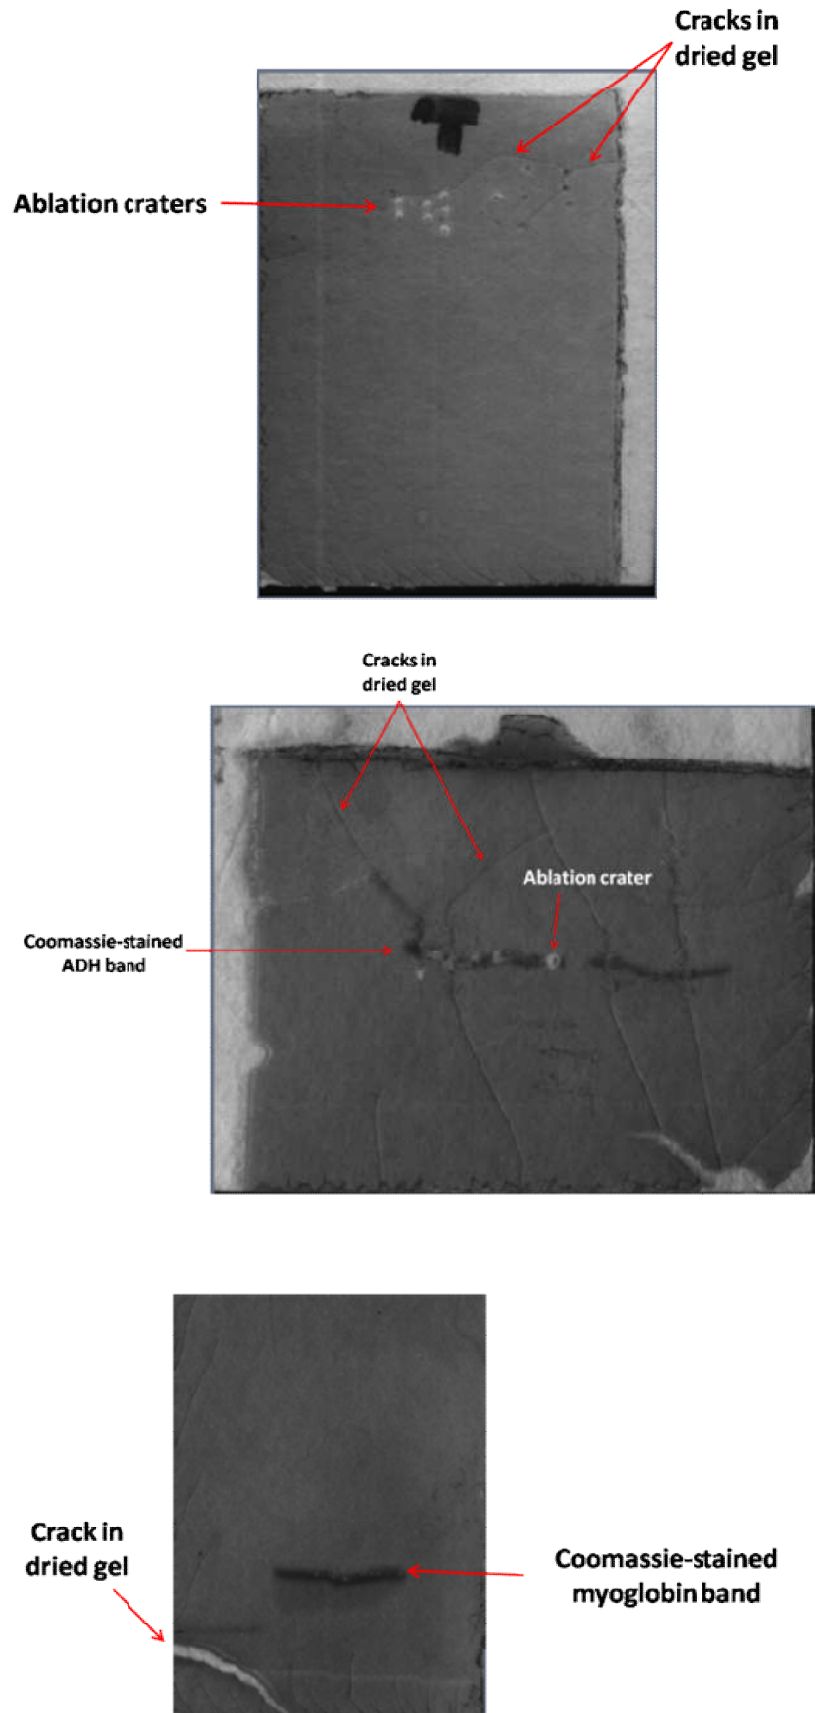 Cracks in
dried gel
Ablation craters
Cracks in
dried gel
Ablation crater
Coomassie-stained
ADH band
Crack in
dried gel
Coomassie-stained
myoglobin band